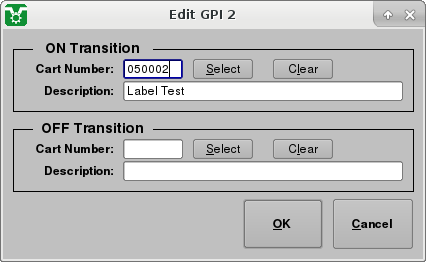 Edit GPI 2
ON Transition
Cart Number: 050002 Select Clear
Description: Label Test
OFF Transition
Cart Number: Select Clear
Description:
OK Cancel